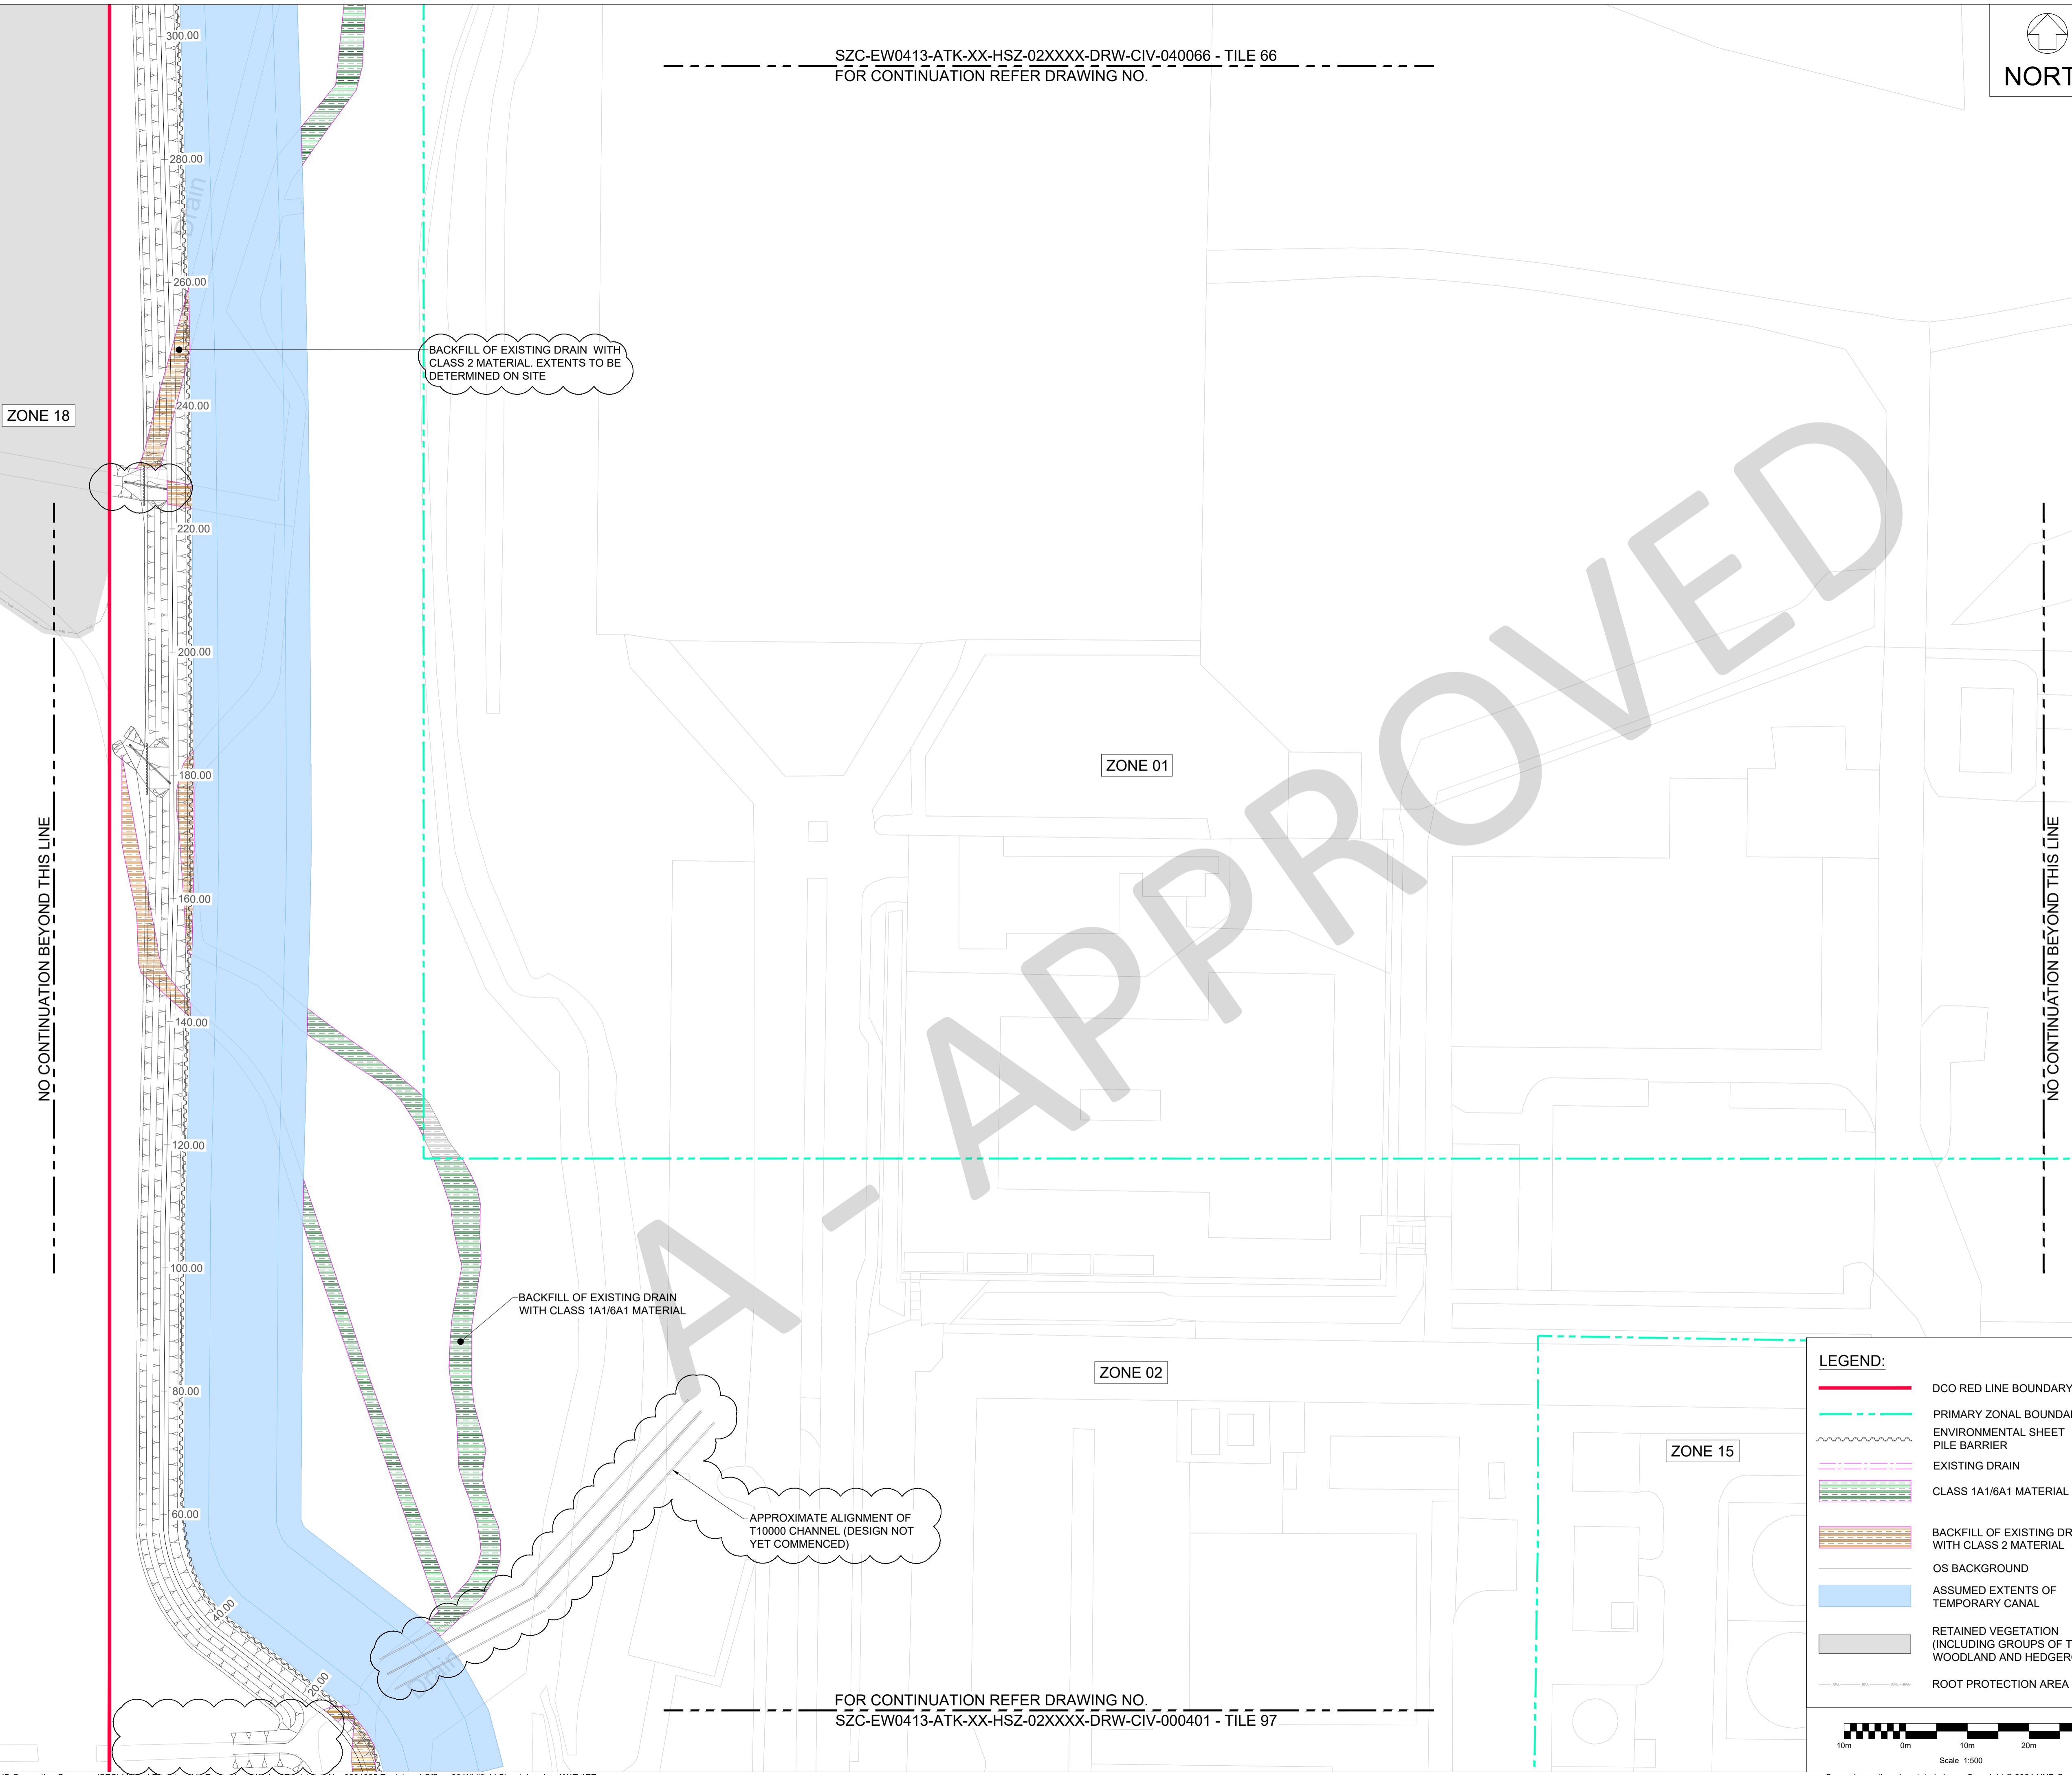 SZC-EW0413-ATK-XX-HSZ-02XXXX-DRW-CIV-040066 - TILE 66
FOR CONTINUATION REFER DRAWING NO.
NORT
300.00
280.00
Drain
260.00
BACKFILL OF EXISTING DRAIN WITH
CLASS 2 MATERIAL. EXTENTS TO BE
DETERMINED ON SITE
240.00
ZONE 18
220.00
200.00
180.00
ZONE 01
160.00
NO CONTINUATION BEYOND THIS LINE
NO CONTINUATION BEYOND THIS LINE
A - APPROVED
140.00
120.00
100.00
BACKFILL OF EXISTING DRAIN
WITH CLASS 1A1/6A1 MATERIAL
80.00
ZONE 02
ZONE 15
60.00
APPROXIMATE ALIGNMENT OF
T10000 CHANNEL (DESIGN NOT
YET COMMENCED)
40.00
20.00
Drain
FOR CONTINUATION REFER DRAWING NO.
SZC-EW0413-ATK-XX-HSZ-02XXXX-DRW-CIV-000401 - TILE 97
LEGEND:
DCO RED LINE BOUNDARY
PRIMARY ZONAL BOUNDA
ENVIRONMENTAL SHEET
PILE BARRIER
EXISTING DRAIN
CLASS 1A1/6A1 MATERIAL
BACKFILL OF EXISTING DR
WITH CLASS 2 MATERIAL
OS BACKGROUND
ASSUMED EXTENTS OF
TEMPORARY CANAL
RETAINED VEGETATION
(INCLUDING GROUPS OF T
WOODLAND AND HEDGER
ROOT PROTECTION AREA
10m 0m 10m 20m
Scale 1:500